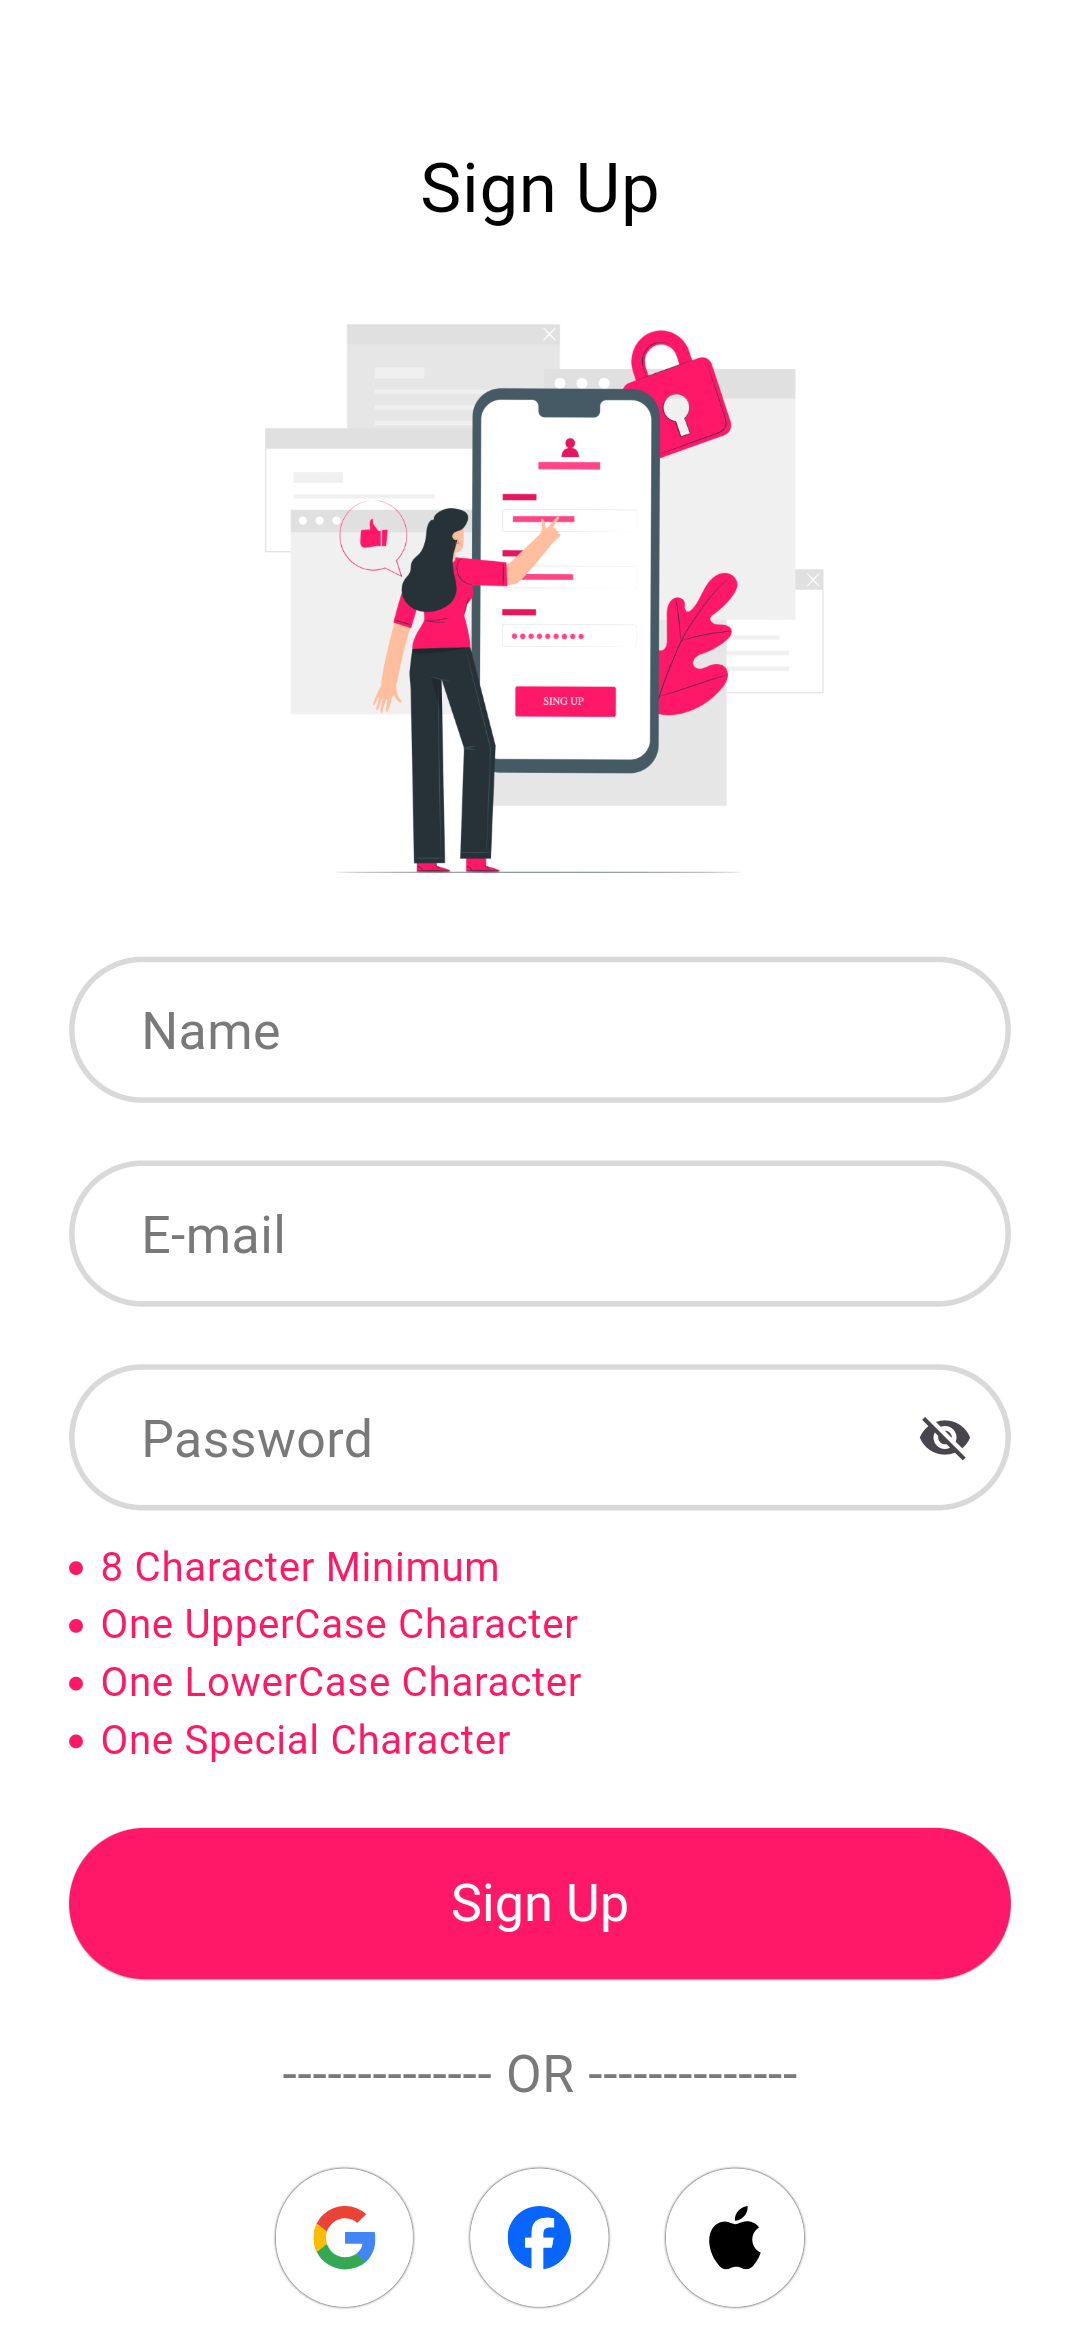 Sign Up
SING UP
Name
E-mail
Password
• 8 Character Minimum
• One UpperCase Character
• One LowerCase Character
• One Special Character
Sign Up
-------------- OR --------------